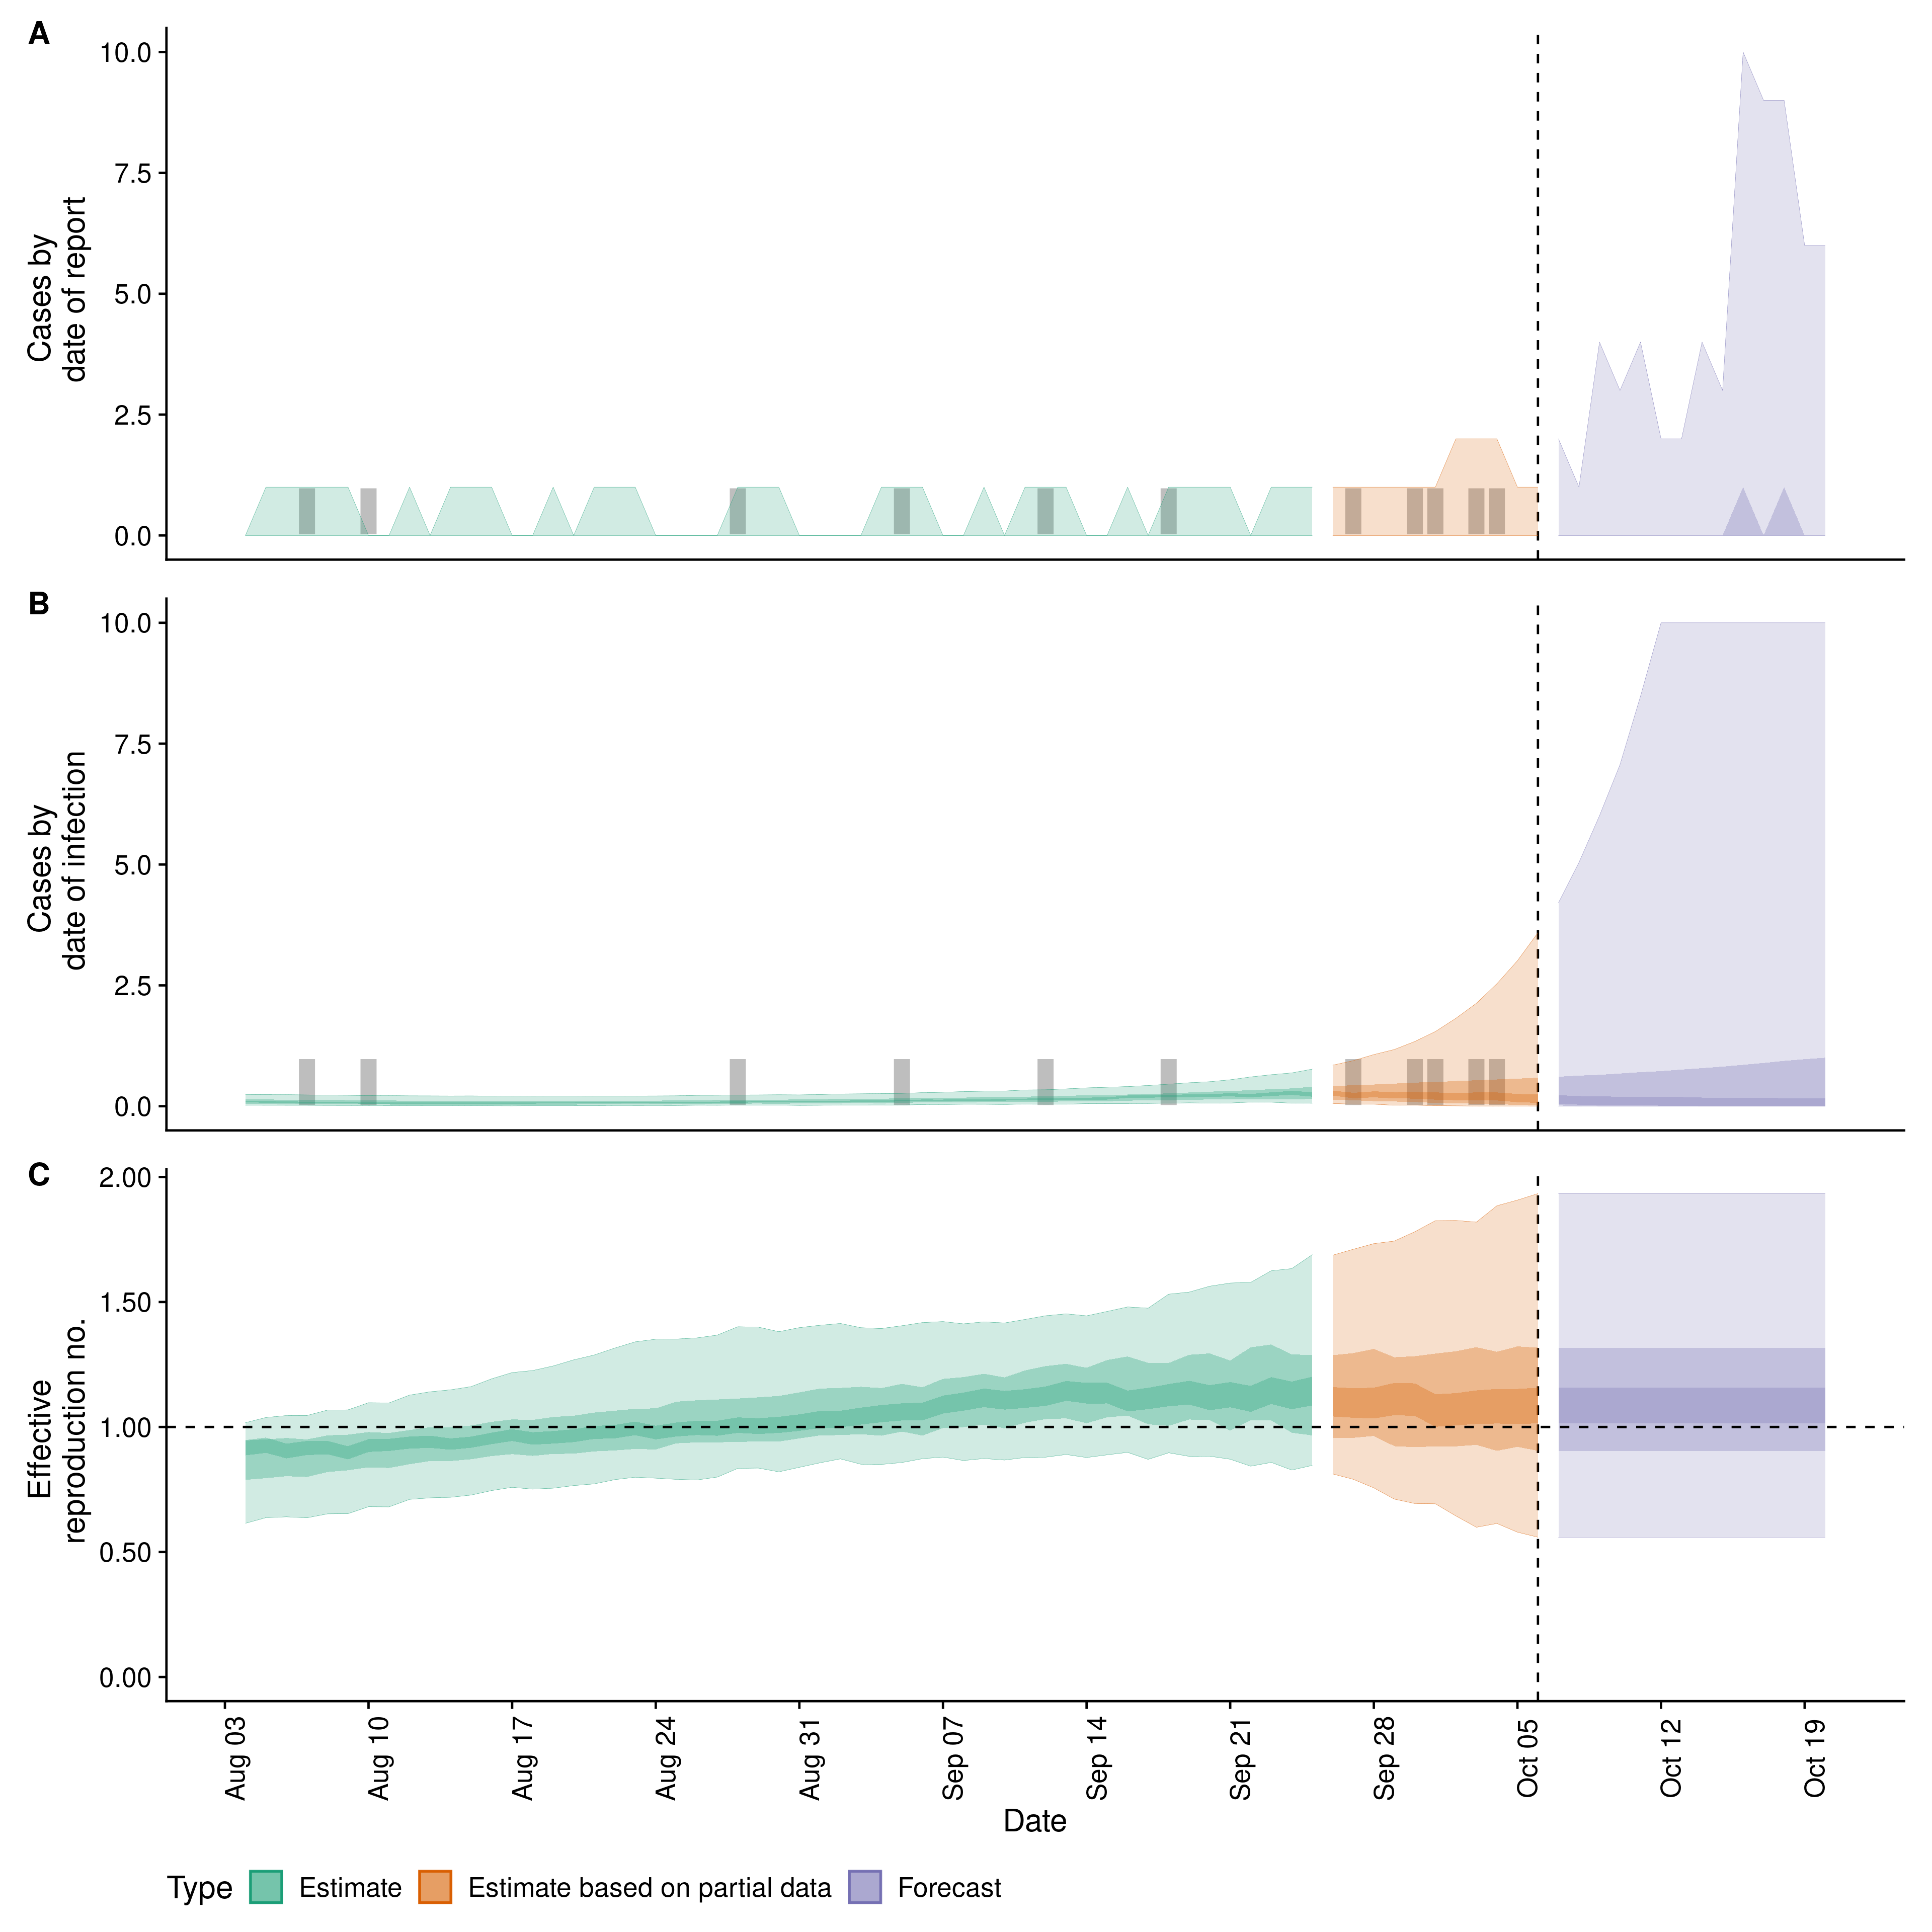 A
10.0
7.5
5.0
2.5
0.0
Cases by
date of report
B
10.0
7.5
5.0
2.5
0.0
Cases by
date of infection
C
2.00
1.50
1.00
0.50
0.00
Effective
reproduction no.
Aug 03
Aug 10
Aug 17
Aug 24
Aug 31
Sep 07
Sep 14
Sep 21
Sep 28
Oct 05
Oct 12
Oct 19
Date
Type
Estimate
Estimate based on partial data
Forecast